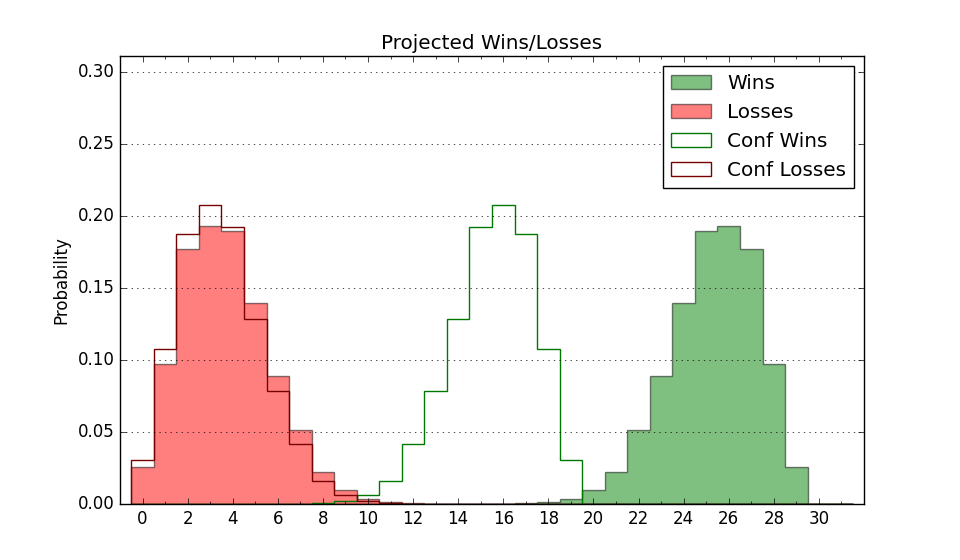 Projected Wins/Losses
Probability
0.30
0.25
0.20
0.15
0.10
0.05
0.00
0 2 4 6 8 10 12 14 16 18 20 22 24 26 28 30
Wins
Losses
Conf Wins
Conf Losses